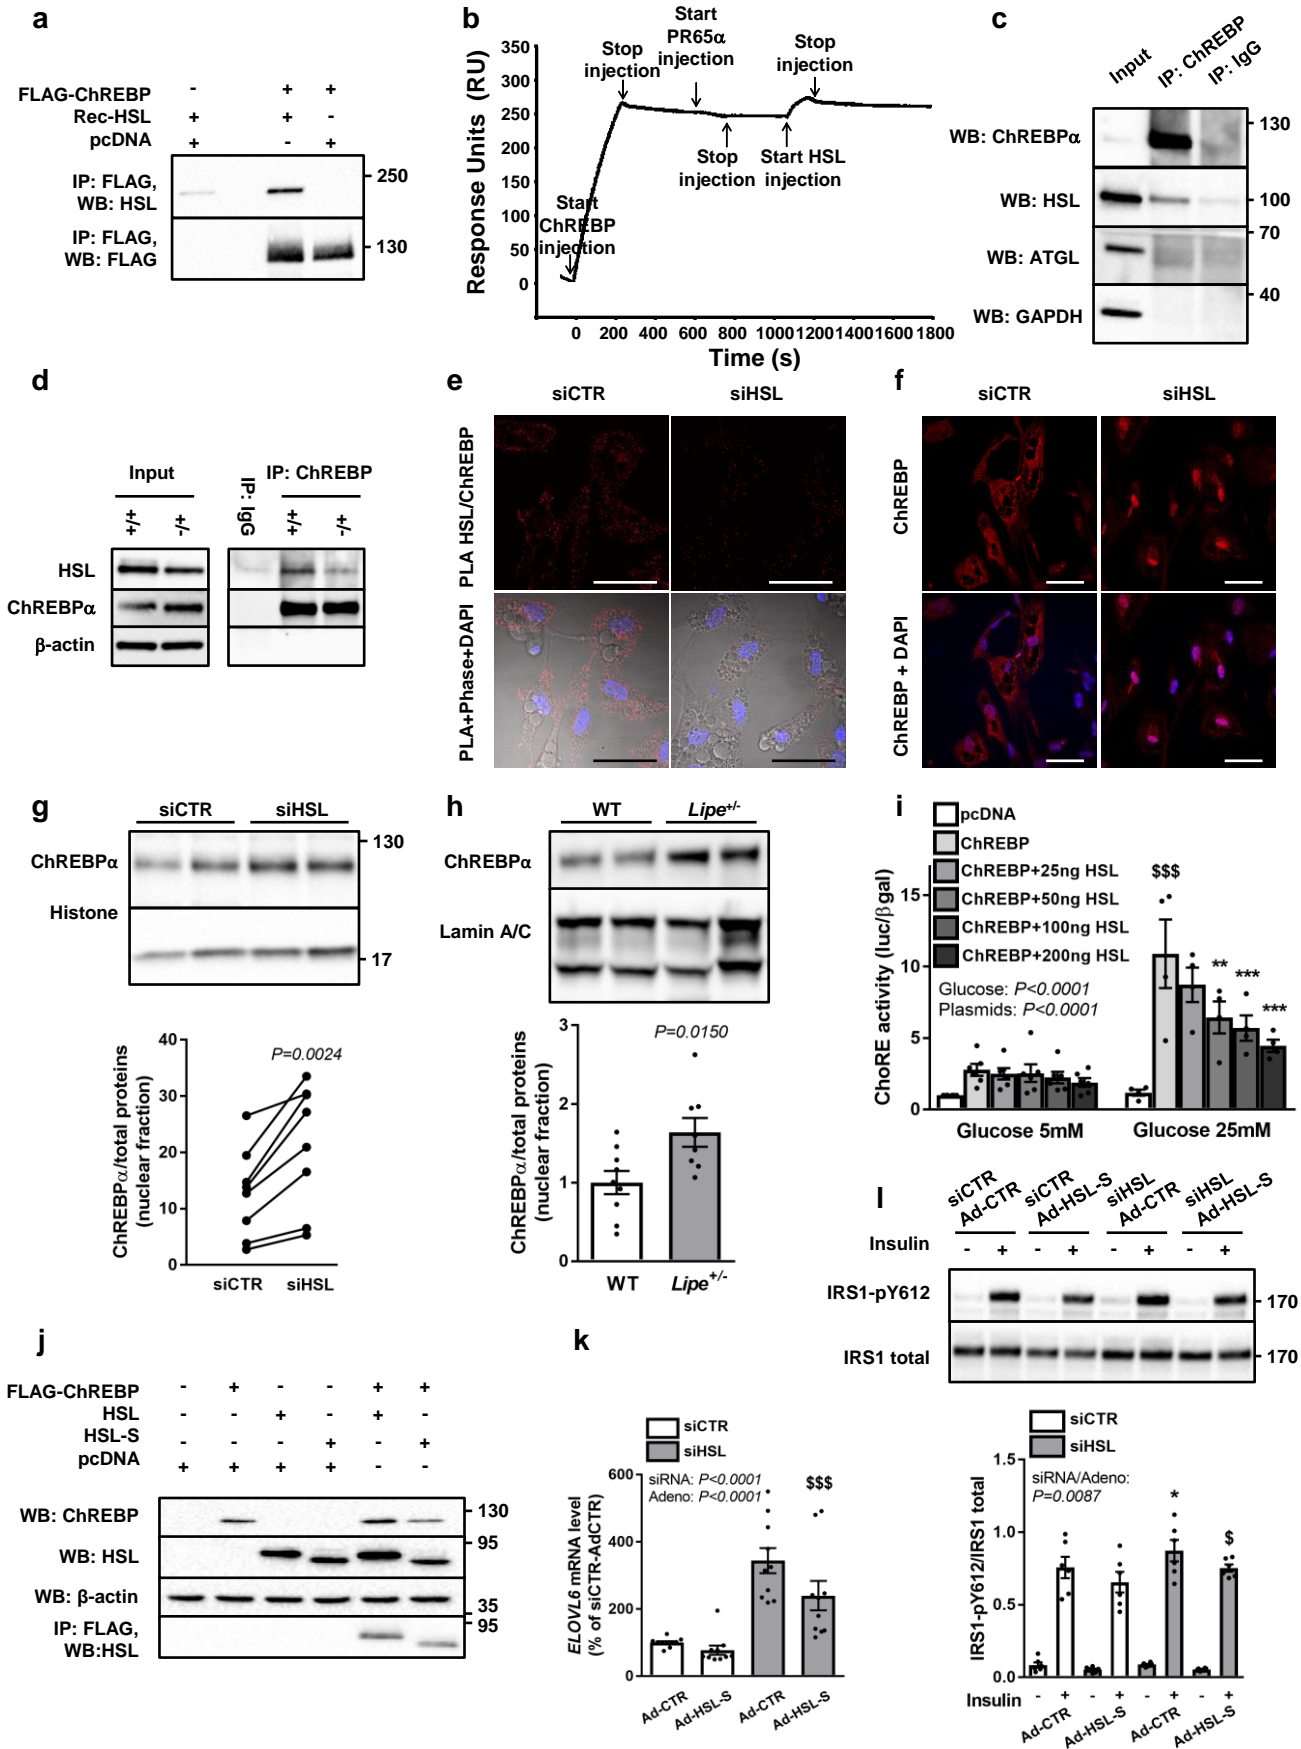 a
FLAG-ChREBP - + +
Rec-HSL + + -
pcDNA + - +
IP: FLAG,
WB: HSL
250
IP: FLAG,
WB: FLAG
130
b
Response Units (RU)
350
300
250
200
150
100
50
0
0 200 400 600 800 1000 1200 1400 1600 1800
Time (s)
Start
ChREBP
injection
Stop
injection
Start
PR65α
injection
Stop
injection
Start HSL
injection
Stop
injection
c
Input
IP: ChREBP
IP: IgG
WB: ChREBPα
130
WB: HSL
100
70
WB: ATGL
40
WB: GAPDH
d
Input
IP: IgG
IP: ChREBP
+/+ +/- +/+ +/-
HSL
ChREBPα
β-actin
e
siCTR siHSL
PLA HSL/ChREBP
PLA+Phase+DAPI
f
siCTR siHSL
ChREBP
ChREBP + DAPI
g
siCTR siHSL
ChREBPα
130
Histone
17
ChREBPα/total proteins
(nuclear fraction)
40
30
20
10
0
P=0.0024
siCTR siHSL
h
WT Lipe+/-
ChREBPα
Lamin A/C
ChREBPα/total proteins
(nuclear fraction)
3
2
1
0
P=0.0150
WT Lipe+/-
i
pcDNA
ChREBP
ChREBP+25ng HSL
ChREBP+50ng HSL
ChREBP+100ng HSL
ChREBP+200ng HSL
Glucose: P<0.0001
Plasmids: P<0.0001
ChoRE activity (luc/βgal)
15
10
5
0
$$$
**
***
***
Glucose 5mM Glucose 25mM
j
FLAG-ChREBP - + - - + +
HSL - - + - + -
HSL-S - - - + - +
pcDNA + + + + - -
WB: ChREBP
130
95
WB: HSL
WB: β-actin
35
95
IP: FLAG,
WB:HSL
k
siCTR
siHSL
siRNA: P<0.0001
Adeno: P<0.0001
ELOVL6 mRNA level
(% of siCTR-AdCTR)
600
400
200
0
$$$
Ad-CTR Ad-HSL-S Ad-CTR Ad-HSL-S
l
siCTR
Ad-CTR
siCTR
Ad-HSL-S
siHSL
Ad-CTR
siHSL
Ad-HSL-S
Insulin - + - + - + - +
IRS1-pY612
170
IRS1 total
170
siCTR
siHSL
siRNA/Adeno:
P=0.0087
IRS1-pY612/IRS1 total
1.5
1.0
0.5
0.0
*
$
Insulin - + - + - + - +
Ad-CTR Ad-HSL-S Ad-CTR Ad-HSL-S